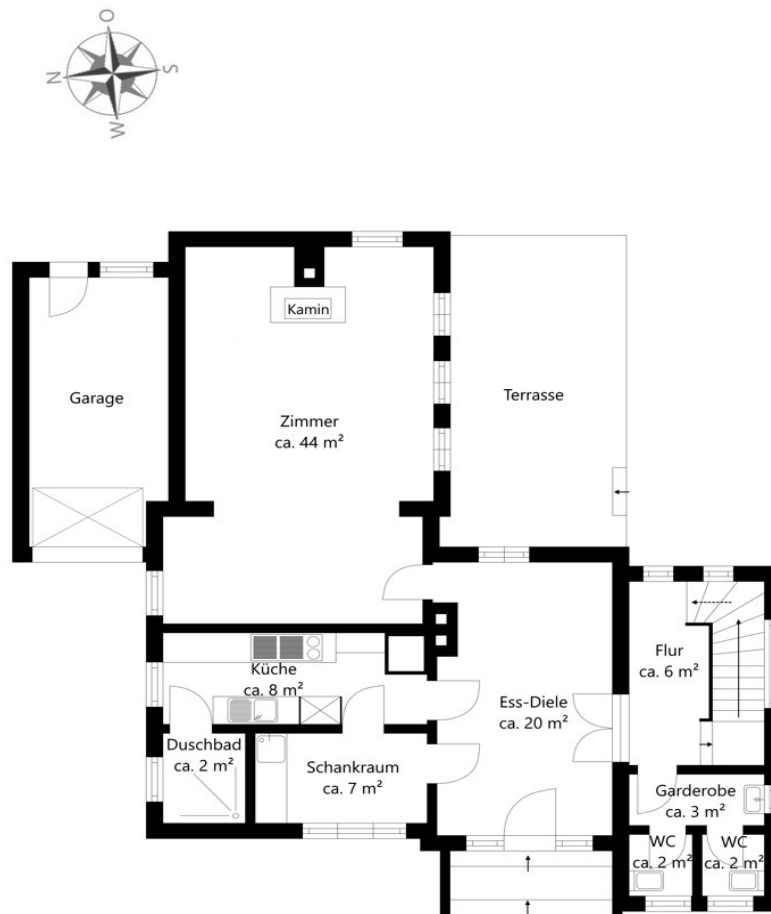 O
N
S
W
Kamin
Garage
Zimmer
ca. 44 m²
Terrasse
Küche
ca. 8 m²
Flur
ca. 6 m²
Ess-Diele
ca. 20 m²
Duschbad
ca. 2 m²
Schankraum
ca. 7 m²
Garderobe
ca. 3 m²
WC
ca. 2 m²
WC
ca. 2 m²